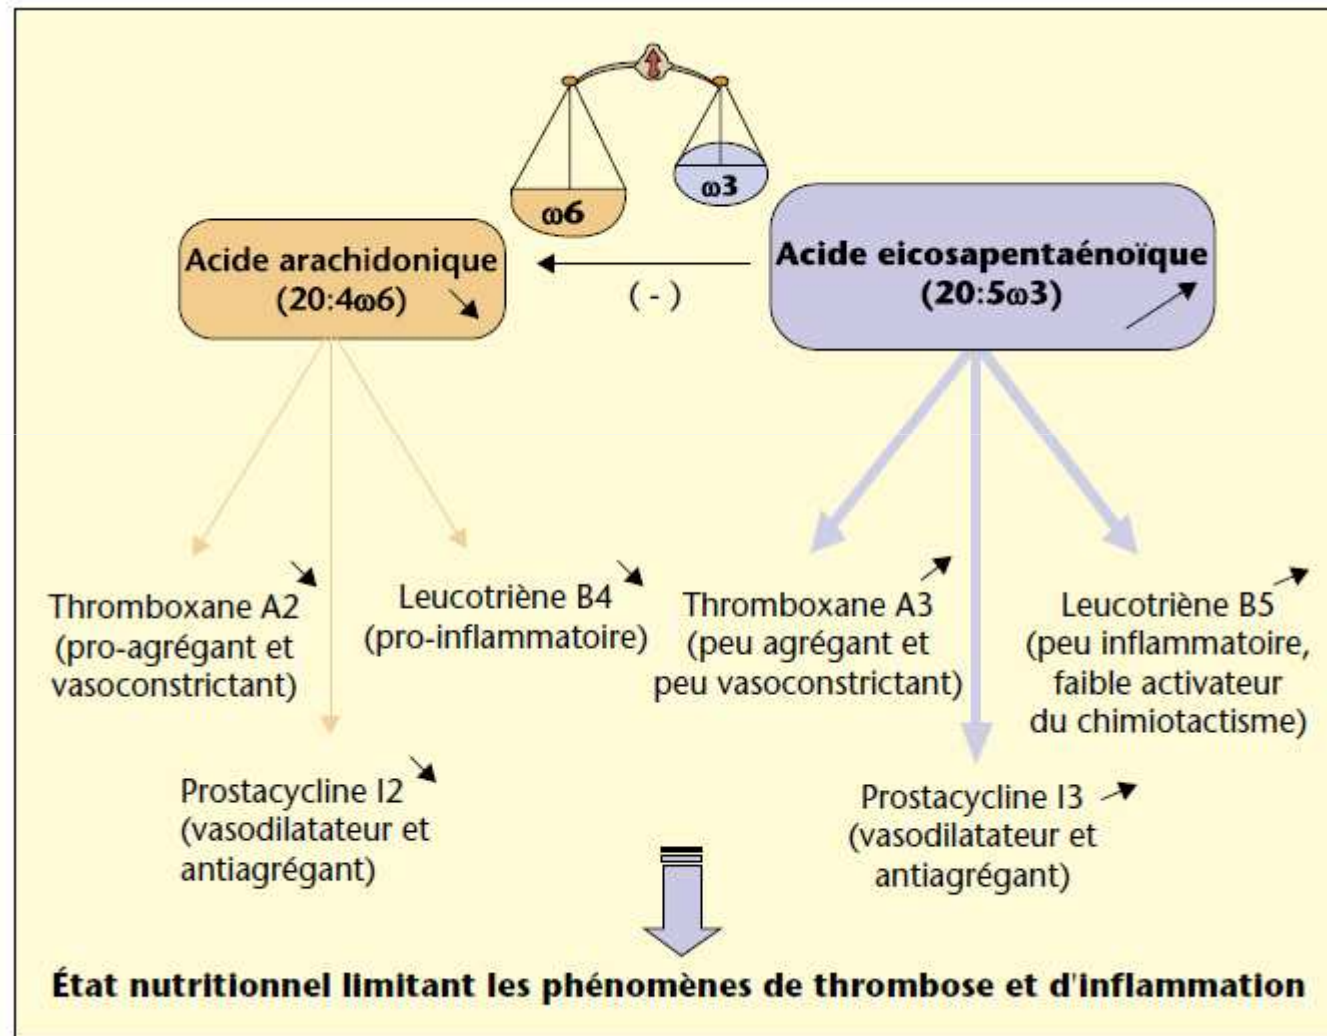 ω6
ω3
Acide arachidonique
(20:4ω6)
(-)
Acide eicosapentaénoïque
(20:5ω3)
Thromboxane A2
(pro-agrégant et
vasoconstrictant)
Leucotriène B4
(pro-inflammatoire)
Prostacycline I2
(vasodilatateur et
antiagrégant)
Thromboxane A3
(peu agrégant et
peu vasoconstrictant)
Leucotriène B5
(peu inflammatoire,
faible activateur
du chimiotactisme)
Prostacycline I3
(vasodilatateur et
antiagrégant)
État nutritionnel limitant les phénomènes de thrombose et d'inflammation